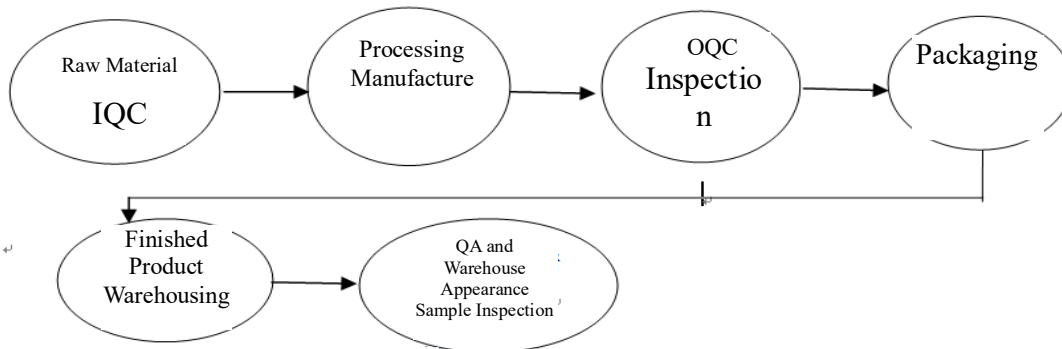 Raw Material
IQC
Processing
Manufacture
OQC
Inspectio
n
Packaging
Finished
Product
Warehousing
QA and
Warehouse
Appearance
Sample Inspection